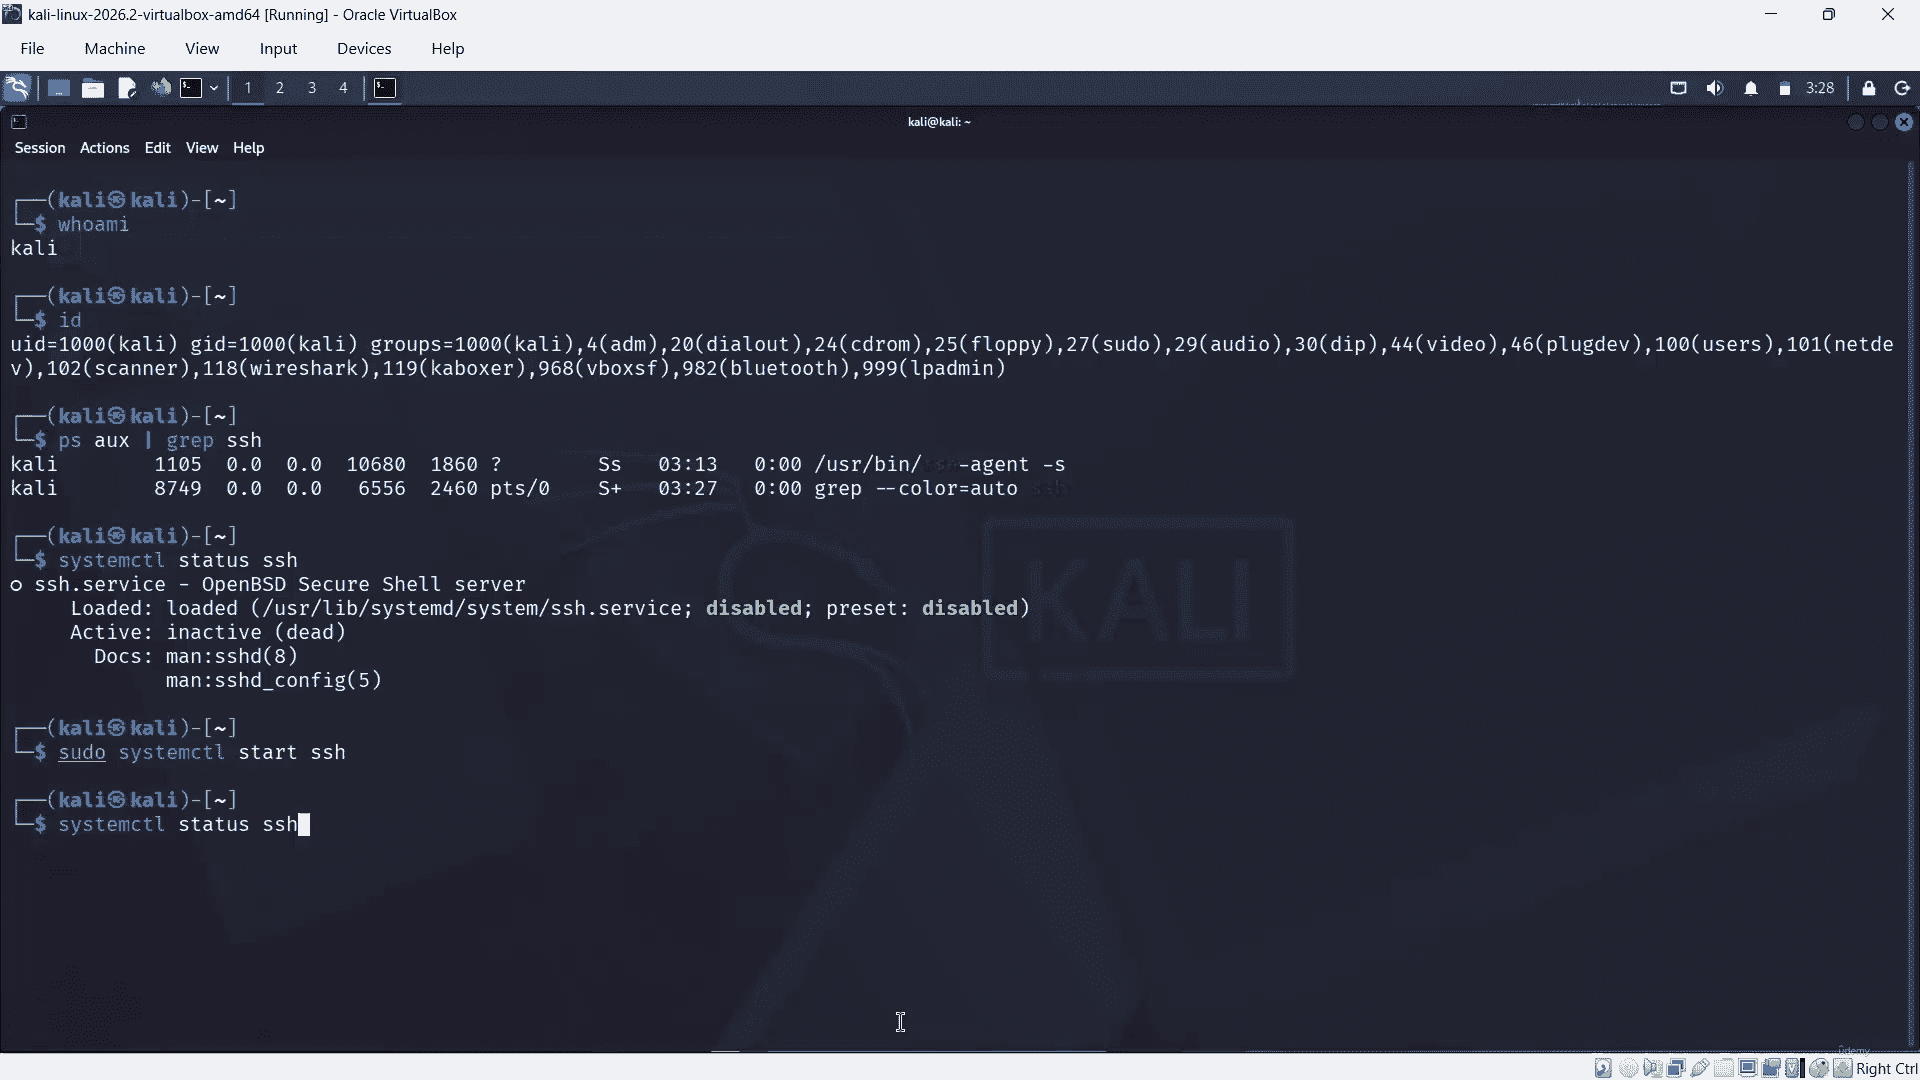 kali-linux-2026.2-virtualbox-amd64 [Running] - Oracle VirtualBox
File Machine View Input Devices Help
1 2 3 4 3:28
kali@kali: ~
Session Actions Edit View Help
┌──(kali㉿kali)-[~]
└─$ whoami
kali
┌──(kali㉿kali)-[~]
└─$ id
uid=1000(kali) gid=1000(kali) groups=1000(kali),4(adm),20(dialout),24(cdrom),25(floppy),27(sudo),29(audio),30(dip),44(video),46(plugdev),100(users),101(netde
v),102(scanner),118(wireshark),119(kaboxer),968(vboxsf),982(bluetooth),999(lpadmin)
┌──(kali㉿kali)-[~]
└─$ ps aux | grep ssh
kali 1105 0.0 0.0 10680 1860 ? Ss 03:13 0:00 /usr/bin/ -agent -s
kali 8749 0.0 0.0 6556 2460 pts/0 S+ 03:27 0:00 grep --color=auto
┌──(kali㉿kali)-[~]
└─$ systemctl status ssh
○ ssh.service - OpenBSD Secure Shell server
Loaded: loaded (/usr/lib/systemd/system/ssh.service; disabled; preset: disabled)
Active: inactive (dead)
Docs: man:sshd(8)
man:sshd_config(5)
┌──(kali㉿kali)-[~]
└─$ sudo systemctl start ssh
┌──(kali㉿kali)-[~]
└─$ systemctl status ssh
KALI
udemy
Right Ctrl